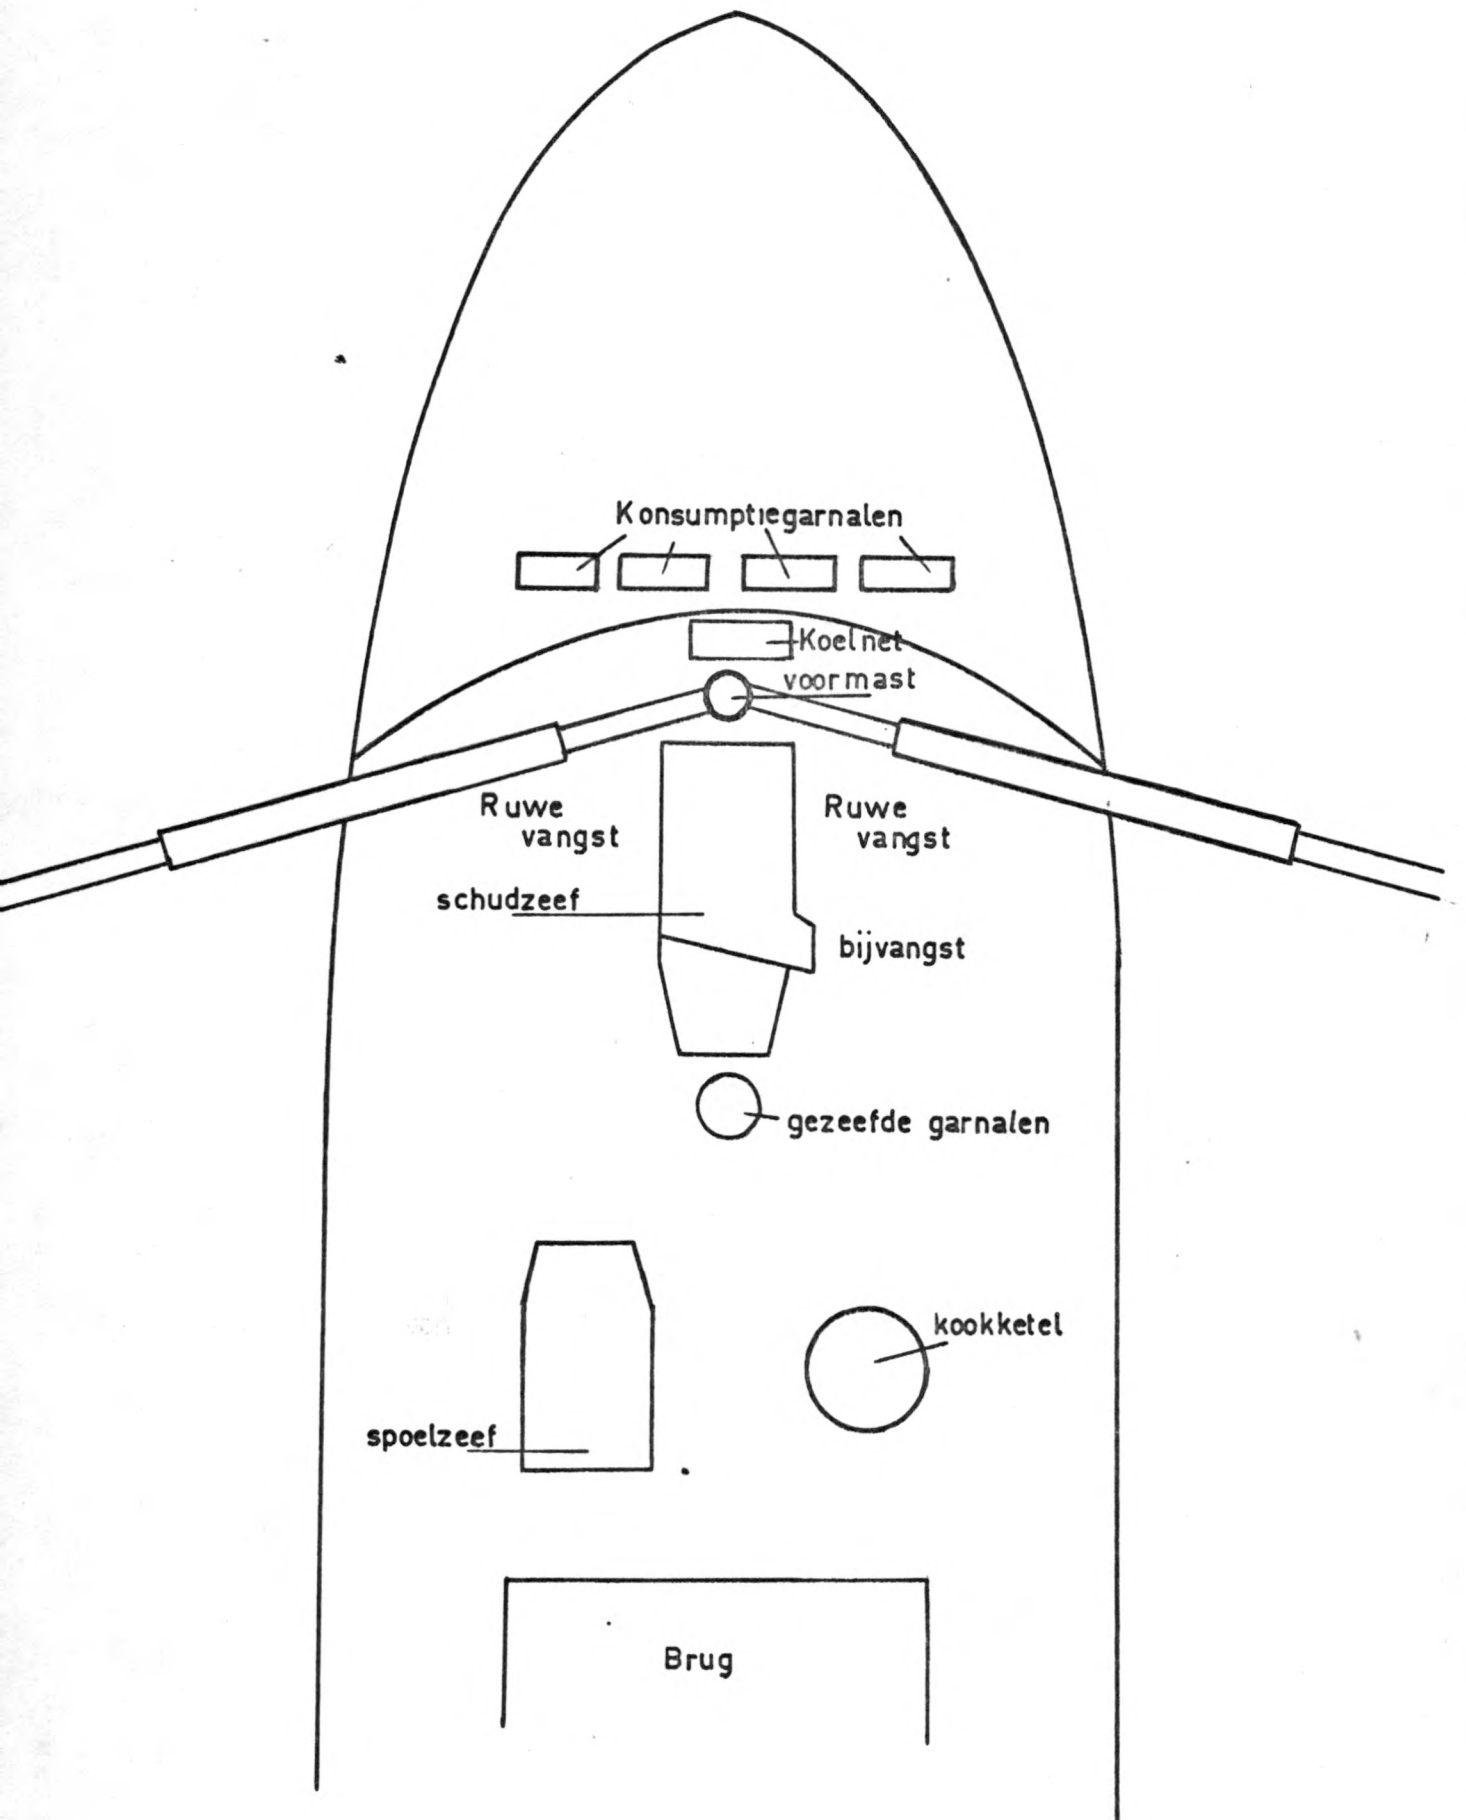 Konsumptiegarnalen
Koelnet
voormast
Ruwe
vangst
Ruwe
vangst
schudzeef
bijvangst
gezeefde garnalen
kookketel
spoelzeef
Brug